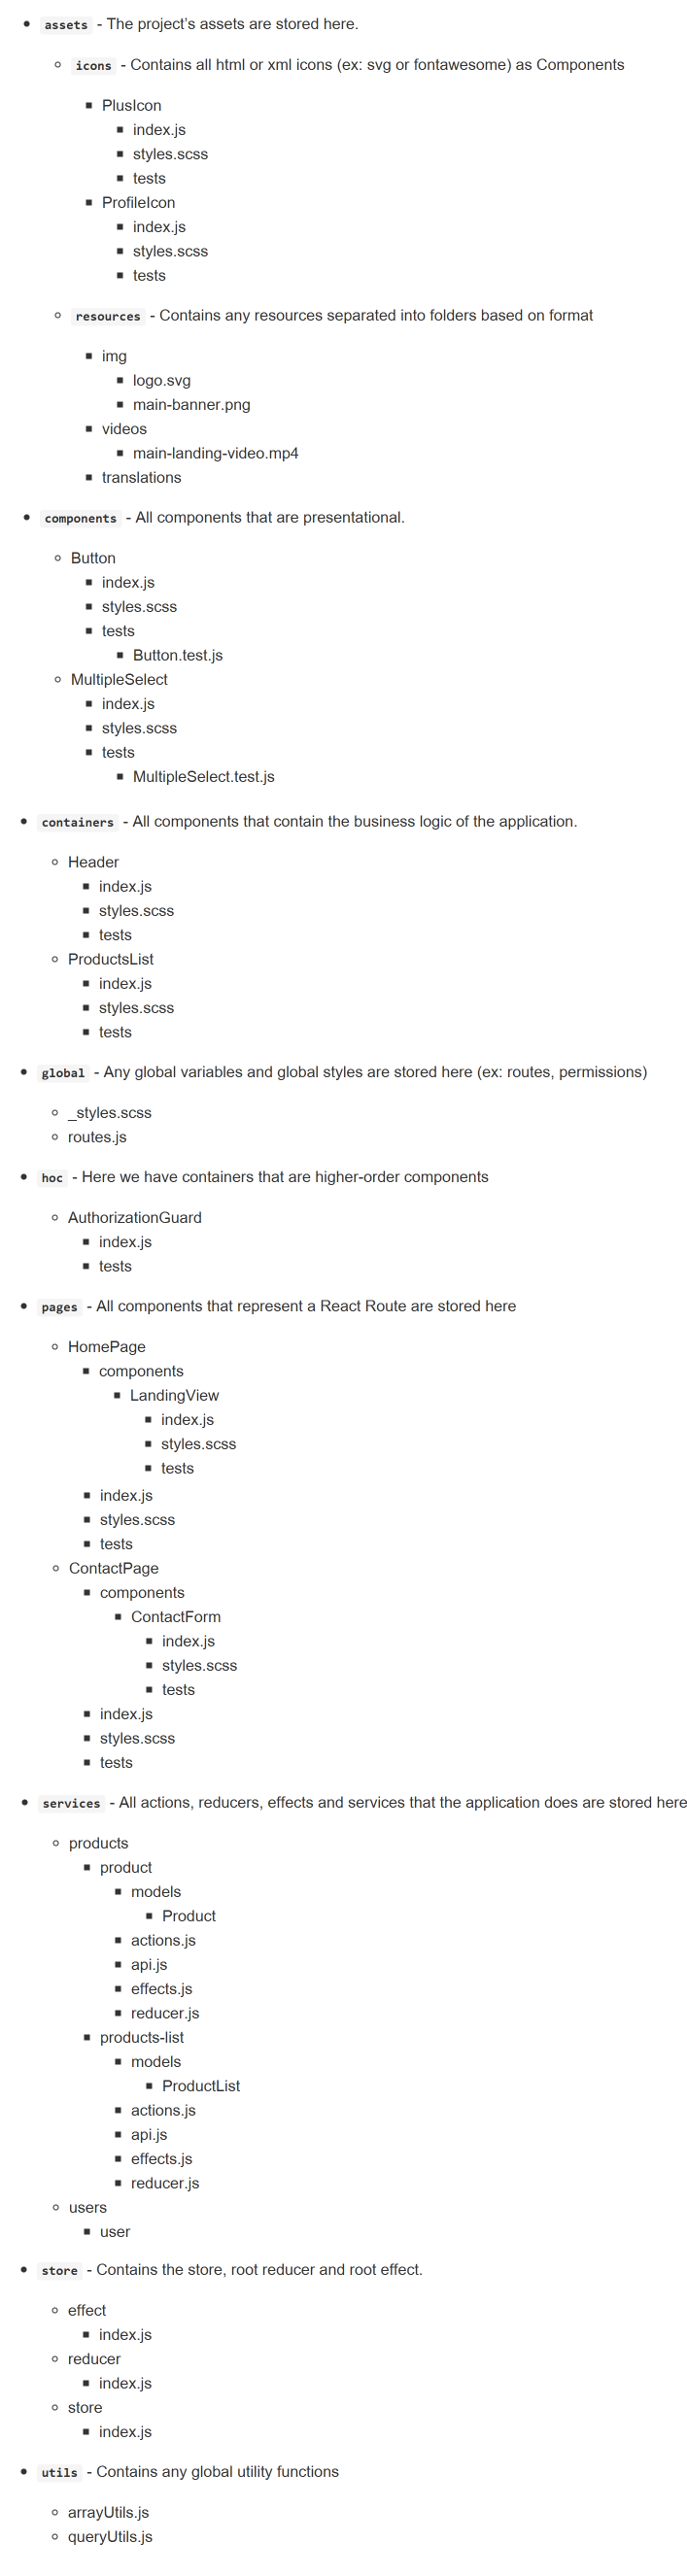 assets - The project's assets are stored here.
icons - Contains all html or xml icons (ex: svg or fontawesome) as Components
PlusIcon
index.js
styles.scss
tests
ProfileIcon
index.js
styles.scss
tests
resources - Contains any resources separated into folders based on format
img
logo.svg
main-banner.png
videos
main-landing-video.mp4
translations
components - All components that are presentational.
Button
index.js
styles.scss
tests
Button.test.js
MultipleSelect
index.js
styles.scss
tests
MultipleSelect.test.js
containers - All components that contain the business logic of the application.
Header
index.js
styles.scss
tests
ProductsList
index.js
styles.scss
tests
global - Any global variables and global styles are stored here (ex: routes, permissions)
_styles.scss
routes.js
hoc - Here we have containers that are higher-order components
AuthorizationGuard
index.js
tests
pages - All components that represent a React Route are stored here
HomePage
components
LandingView
index.js
styles.scss
tests
index.js
styles.scss
tests
ContactPage
components
ContactForm
index.js
styles.scss
tests
index.js
styles.scss
tests
services - All actions, reducers, effects and services that the application does are stored here
products
product
models
Product
actions.js
api.js
effects.js
reducer.js
products-list
models
ProductList
actions.js
api.js
effects.js
reducer.js
users
user
store - Contains the store, root reducer and root effect.
effect
index.js
reducer
index.js
store
index.js
utils - Contains any global utility functions
arrayUtils.js
queryUtils.js